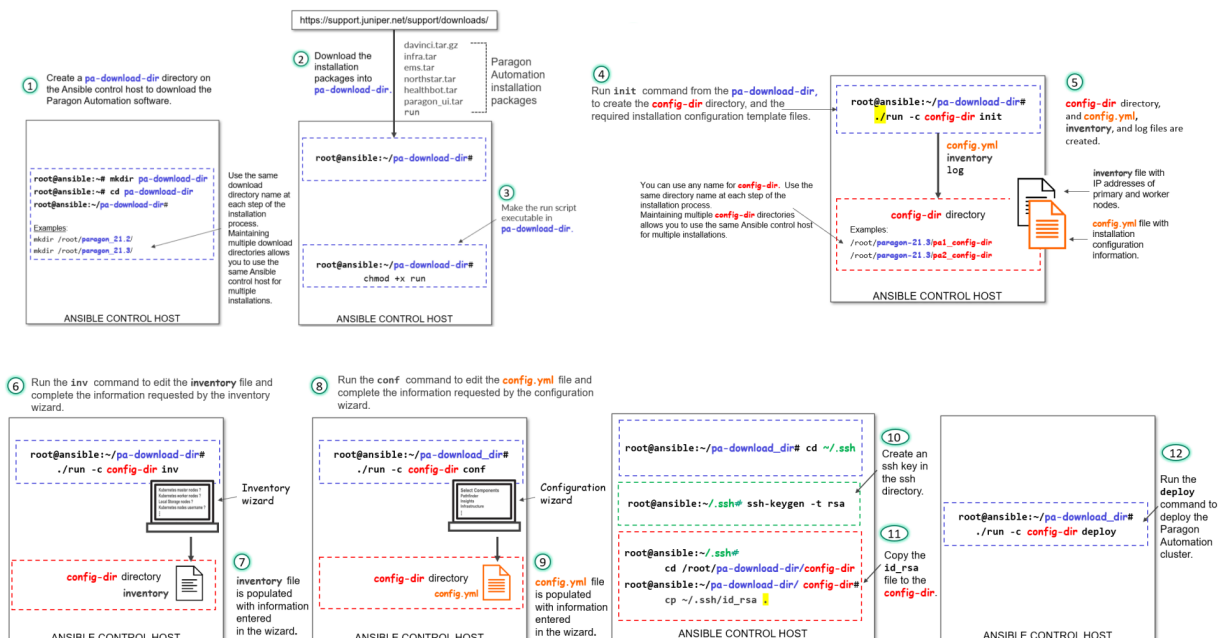 https://support.juniper.net/support/downloads/
1
Create a pa-download-dir directory on
the Ansible control host to download the
Paragon Automation software.
root@ansible:~# mkdir pa-download-dir
root@ansible:~# cd pa-download-dir
root@ansible:~/pa-download-dir#
Examples:
mkdir /root/paragon_21.2/
mkdir /root/paragon_21.3/
Use the same
download
directory name at
each step of the
installation
process.
Maintaining
multiple download
directories allows
you to use the
same Ansible
control host for
multiple
installations.
ANSIBLE CONTROL HOST
2
Download the
installation
packages into
pa-download-dir.
davinci.tar.gz
infra.tar
ems.tar
northstar.tar
healthbot.tar
paragon_ui.tar
run
Paragon
Automation
installation
packages
root@ansible:~/pa-download-dir#
3
Make the run script
executable in
pa-download-dir.
root@ansible:~/pa-download-dir#
chmod +x run
ANSIBLE CONTROL HOST
4
Run init command from the pa-download-dir,
to create the config-dir directory, and the
required installation configuration template files.
root@ansible:~/pa-download-dir#
./run -c config-dir init
config.yml
inventory
log
You can use any name for config-dir. Use the
same directory name at each step of the
installation process.
Maintaining multiple config-dir directories
allows you to use the same Ansible control host
for multiple installations.
config-dir directory
Examples:
/root/paragon-21.3/pa1_config-dir
/root/paragon-21.3/pa2_config-dir
ANSIBLE CONTROL HOST
5
config-dir directory,
and config.yml,
inventory, and log files are
created.
inventory file with
IP addresses of
primary and worker
nodes.
config.yml file with
installation
configuration
information.
6
Run the inv command to edit the inventory file and
complete the information requested by the inventory
wizard.
root@ansible:~/pa-download-dir#
./run -c config-dir inv
Kubernetes master nodes ?
Kubernetes worker nodes ?
Local Storage nodes ?
Kubernetes nodes username ?
Inventory
wizard
config-dir directory
inventory
7
inventory file
is populated
with information
entered
in the wizard.
ANSIBLE CONTROL HOST
8
Run the conf command to edit the config.yml file and
complete the information requested by the configuration
wizard.
root@ansible:~/pa-download_dir#
./run -c config-dir conf
Select Components
Pathfinder
Insights
Infrastructure
Configuration
wizard
config-dir directory
config.yml
9
config.yml file
is populated
with information
entered
in the wizard.
ANSIBLE CONTROL HOST
root@ansible:~/pa-download_dir# cd ~/.ssh
root@ansible:~/.ssh# ssh-keygen -t rsa
root@ansible:~/.ssh#
cd /root/pa-download-dir/config-dir
root@ansible:~/pa-download-dir/ config-dir#
cp ~/.ssh/id_rsa .
ANSIBLE CONTROL HOST
10
Create an
ssh key in
the ssh
directory.
11
Copy the
id_rsa
file to the
config-dir.
root@ansible:~/pa-download_dir#
./run -c config-dir deploy
ANSIBLE CONTROL HOST
12
Run the
deploy
command to
deploy the
Paragon
Automation
cluster.